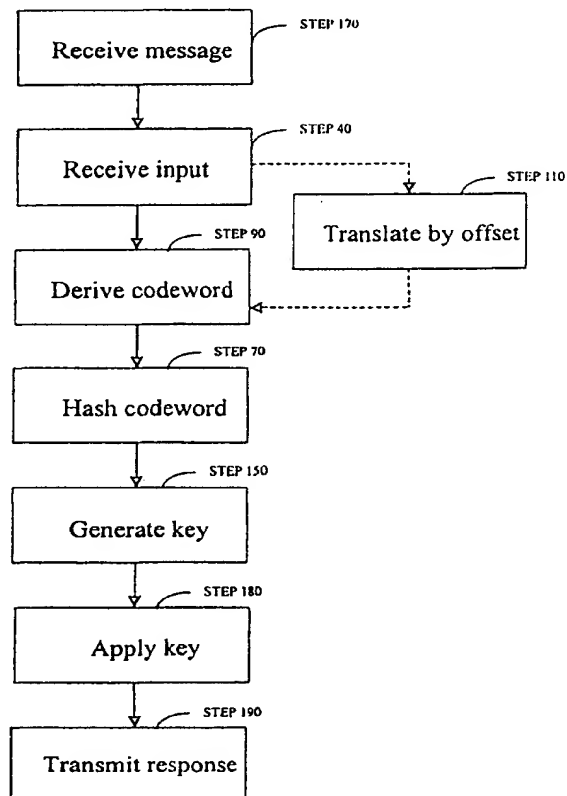 STEP 170
Receive message
STEP 40
Receive input
STEP 110
Translate by offset
STEP 90
Derive codeword
STEP 70
Hash codeword
STEP 150
Generate key
STEP 180
Apply key
STEP 190
Transmit response